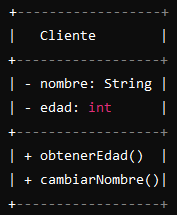 +------------------+
|   Cliente        |
+------------------+
| - nombre: String |
| - edad: int      |
+------------------+
| + obtenerEdad()  |
| + cambiarNombre()|
+------------------+